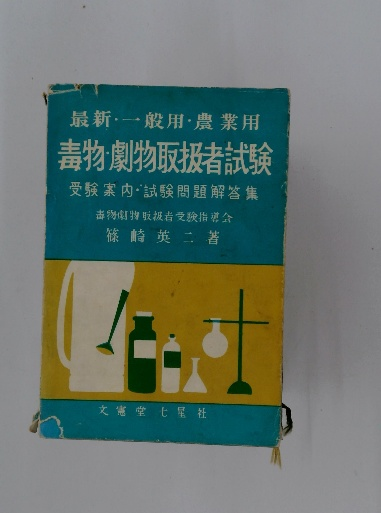 最新・一般用・農業用
毒物・劇物取扱者試験
受験案内・試験問題解答集
毒物劇物取扱者受験指導会
篠崎英二著
文憲堂七星社